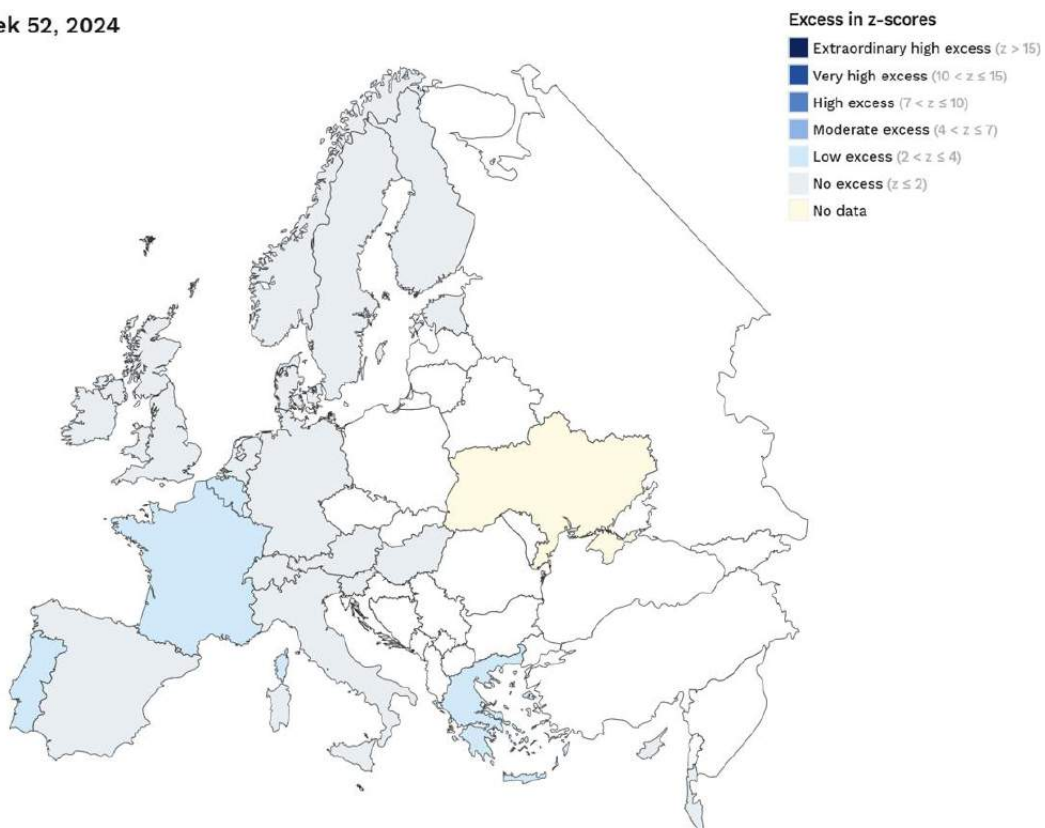 ek 52, 2024
Excess in z-scores
Extraordinary high excess (z > 15)
Very high excess (10 < z ≤ 15)
High excess (7 < z ≤ 10)
Moderate excess (4 < z ≤ 7)
Low excess (2 < z ≤ 4)
No excess (z ≤ 2)
No data